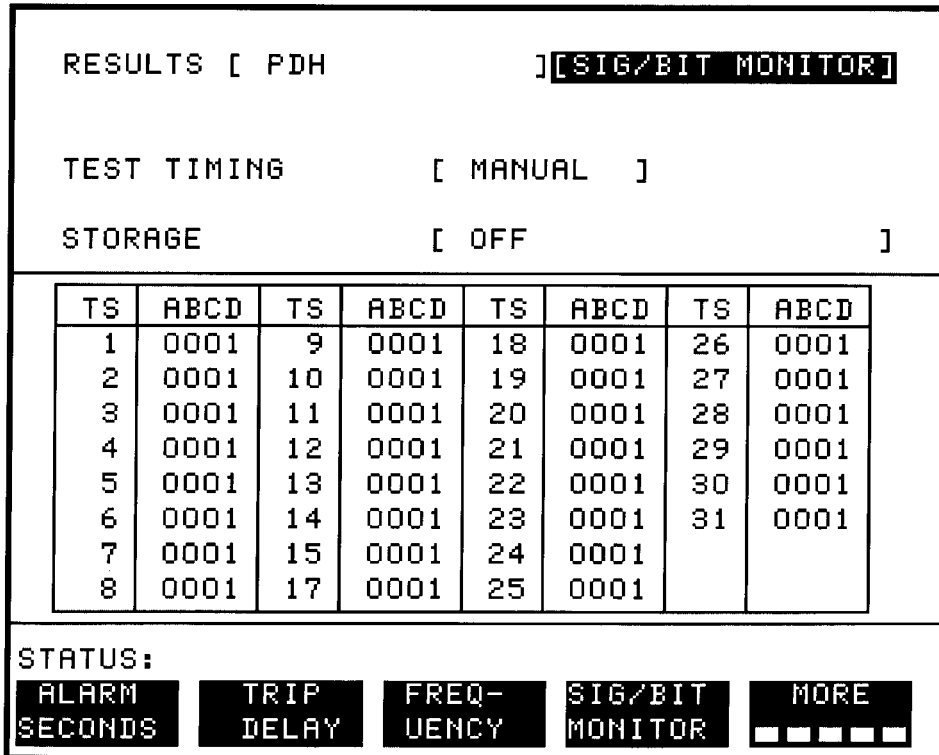 RESULTS [ PDH ][SIG/BIT MONITOR]
TEST TIMING [ MANUAL ]
STORAGE [ OFF ]
TS ABCD TS ABCD TS ABCD TS ABCD
1 0001 9 0001 18 0001 26 0001
2 0001 10 0001 19 0001 27 0001
3 0001 11 0001 20 0001 28 0001
4 0001 12 0001 21 0001 29 0001
5 0001 13 0001 22 0001 30 0001
6 0001 14 0001 23 0001 31 0001
7 0001 15 0001 24 0001
8 0001 17 0001 25 0001
STATUS:
ALARM TRIP FREQ- SIG/BIT MORE
SECONDS DELAY UENCY MONITOR